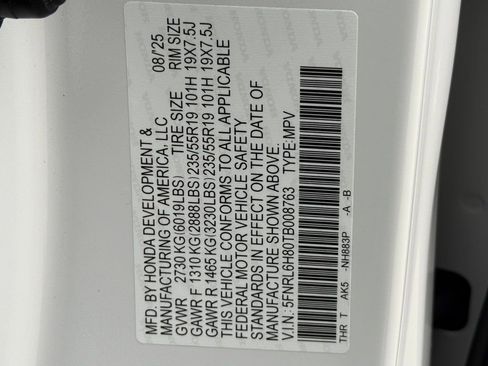 MFD. BY HONDA DEVELOPMENT & 08/'25
MANUFACTURING OF AMERICA, LLC
GVWR 2730 KG(6019LBS) TIRE SIZE RIM SIZE
GAWR F 1310 KG(2888LBS) 235/55R19 101H 19X7.5J
GAWR R 1465 KG(3230LBS) 235/55R19 101H 19X7.5J
THIS VEHICLE CONFORMS TO ALL APPLICABLE
FEDERAL MOTOR VEHICLE SAFETY
STANDARDS IN EFFECT ON THE DATE OF
MANUFACTURE SHOWN ABOVE.
V.I.N.: 5FNRL6H80TB008763 TYPE:MPV
THR T AK5 -NH883P -A -B